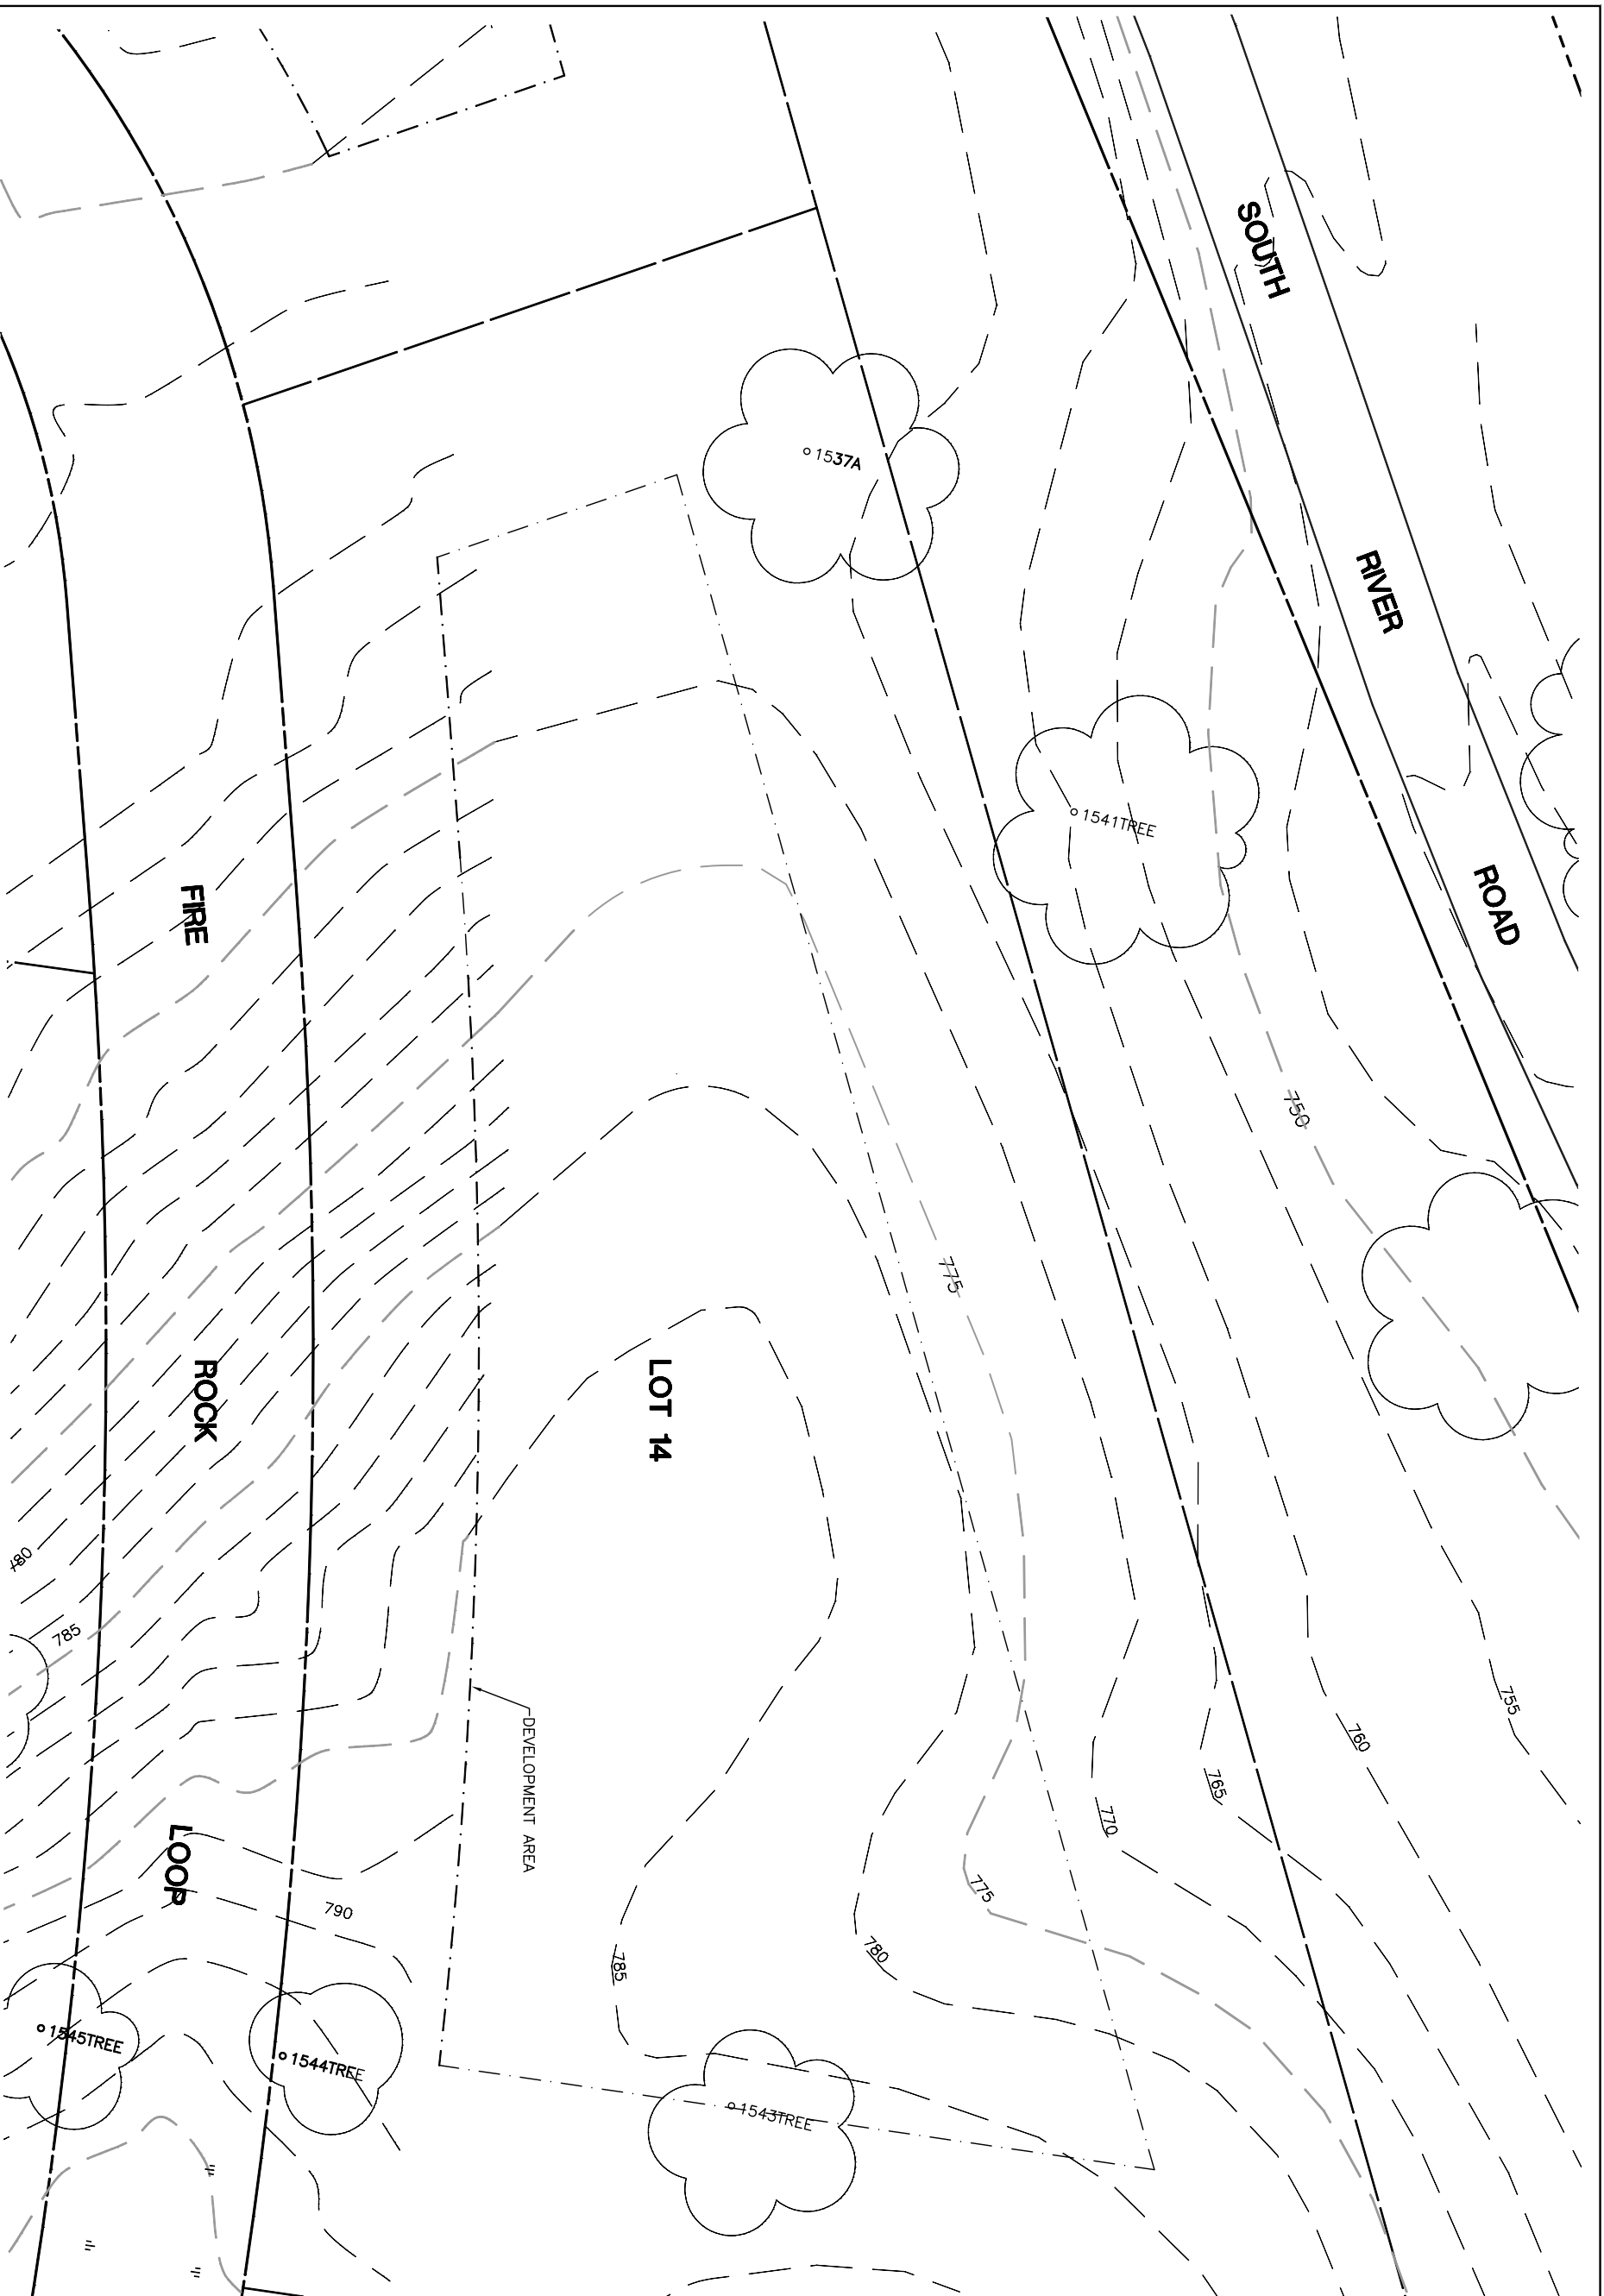 SOUTH
RIVER
ROAD
1537A
1541TREE
FIRE
750
775
ROCK
LOT 14
785
DEVELOPMENT AREA
755
760
765
770
775
LOOP
790
780
785
1545TREE
1544TREE
1543TREE